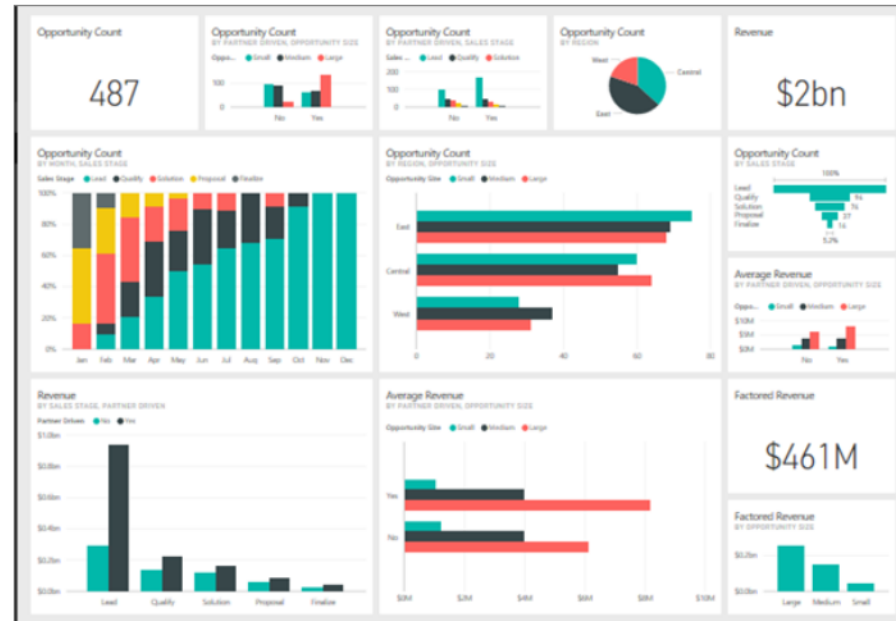 Opportunity Count
487
Opportunity Count
BY PARTNER DRIVEN, OPPORTUNITY SIZE
Oppo... Small Medium Large
100
0
No Yes
Opportunity Count
BY PARTNER DRIVEN, SALES STAGE
Sales ... Lead Qualify Solution
200
100
0
No Yes
Opportunity Count
BY REGION
West
Central
East
Revenue
$2bn
Opportunity Count
BY MONTH, SALES STAGE
Sales Stage Lead Qualify Solution Proposal Finalize
100%
80%
60%
40%
20%
0%
Jan Feb Mar Apr May Jun Jul Aug Sep Oct Nov Dec
Opportunity Count
BY REGION, OPPORTUNITY SIZE
Opportunity Size Small Medium Large
East
Central
West
0 20 40 60 80
Opportunity Count
BY SALES STAGE
100%
Lead
Qualify 94
Solution 76
Proposal 37
Finalize 14
5.2%
Average Revenue
BY PARTNER DRIVEN, OPPORTUNITY SIZE
Oppo... Small Medium Large
$10M
$5M
$0M
No Yes
Revenue
BY SALES STAGE, PARTNER DRIVEN
Partner Driven No Yes
$1.0bn
$0.8bn
$0.6bn
$0.4bn
$0.2bn
$0.0bn
Lead Qualify Solution Proposal Finalize
Average Revenue
BY PARTNER DRIVEN, OPPORTUNITY SIZE
Opportunity Size Small Medium Large
Yes
No
$0M $2M $4M $6M $8M $10M
Factored Revenue
$461M
Factored Revenue
BY OPPORTUNITY SIZE
$0.2bn
$0.0bn
Large Medium Small